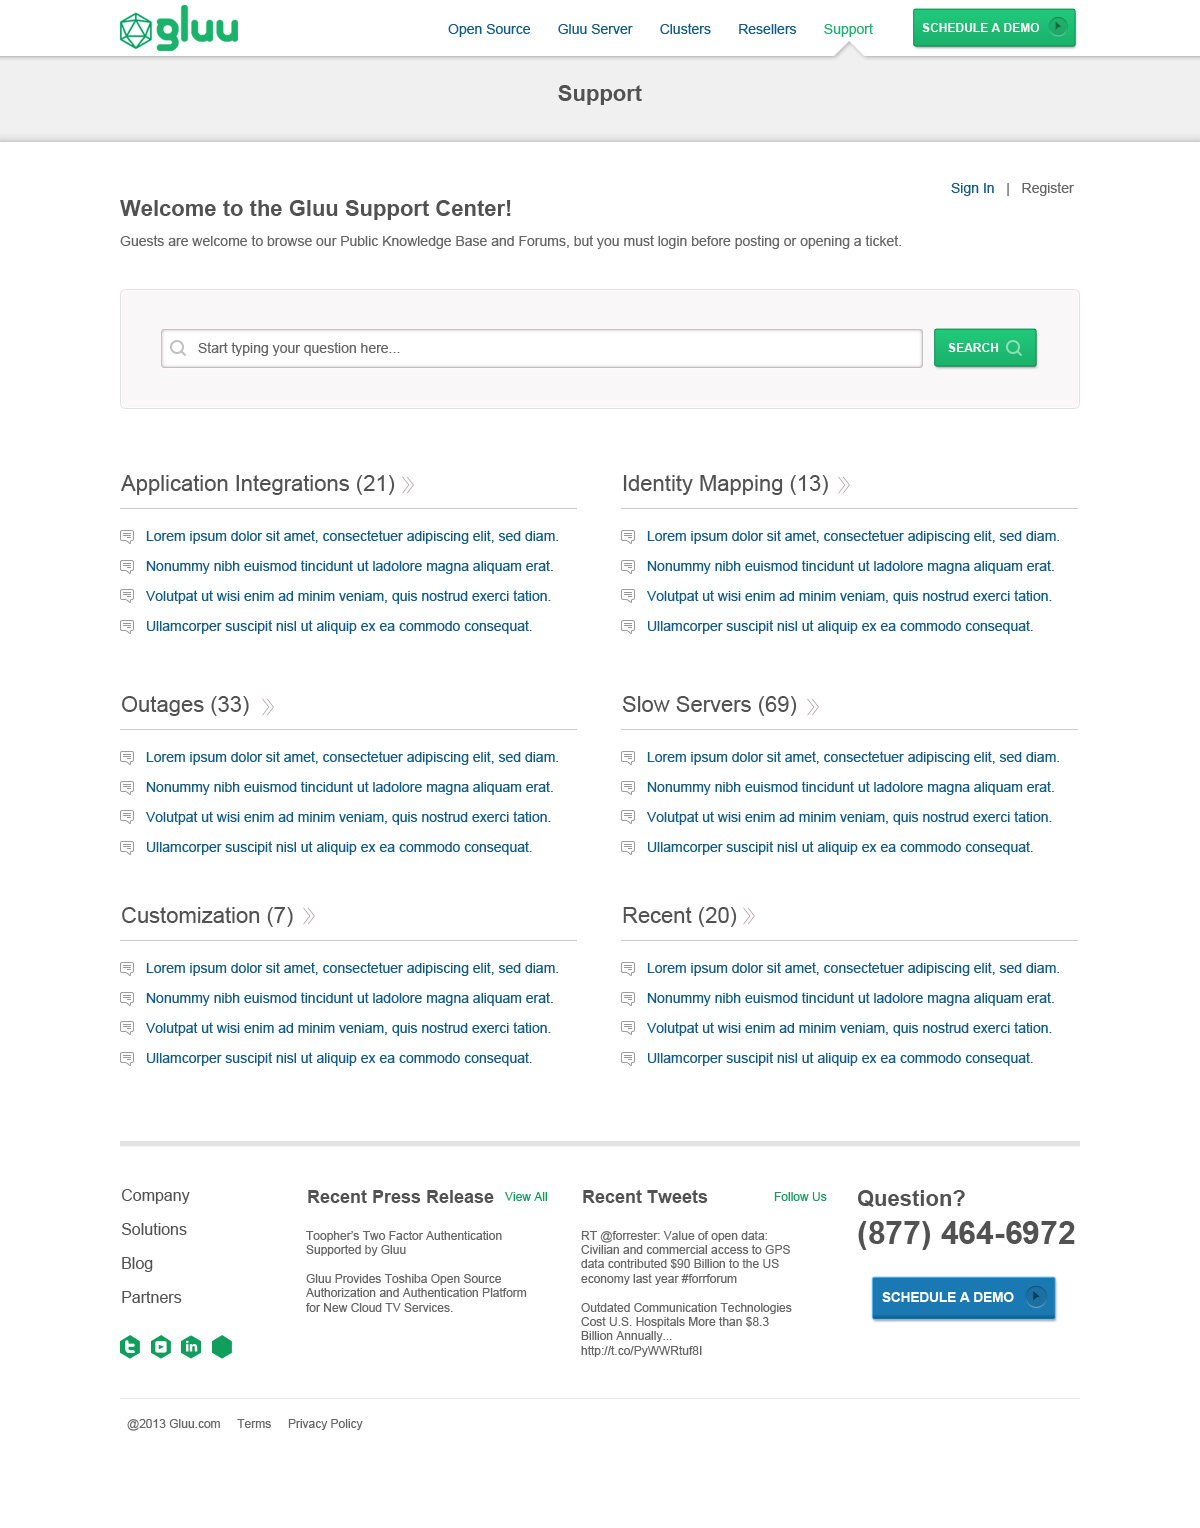 gluu
Open Source Gluu Server Clusters Resellers Support SCHEDULE A DEMO
Support
Sign In | Register
Welcome to the Gluu Support Center!
Guests are welcome to browse our Public Knowledge Base and Forums, but you must login before posting or opening a ticket.
Start typing your question here... SEARCH
Application Integrations (21)
Lorem ipsum dolor sit amet, consectetuer adipiscing elit, sed diam.
Nonummy nibh euismod tincidunt ut ladolore magna aliquam erat.
Volutpat ut wisi enim ad minim veniam, quis nostrud exerci tation.
Ullamcorper suscipit nisl ut aliquip ex ea commodo consequat.
Identity Mapping (13)
Lorem ipsum dolor sit amet, consectetuer adipiscing elit, sed diam.
Nonummy nibh euismod tincidunt ut ladolore magna aliquam erat.
Volutpat ut wisi enim ad minim veniam, quis nostrud exerci tation.
Ullamcorper suscipit nisl ut aliquip ex ea commodo consequat.
Outages (33)
Lorem ipsum dolor sit amet, consectetuer adipiscing elit, sed diam.
Nonummy nibh euismod tincidunt ut ladolore magna aliquam erat.
Volutpat ut wisi enim ad minim veniam, quis nostrud exerci tation.
Ullamcorper suscipit nisl ut aliquip ex ea commodo consequat.
Slow Servers (69)
Lorem ipsum dolor sit amet, consectetuer adipiscing elit, sed diam.
Nonummy nibh euismod tincidunt ut ladolore magna aliquam erat.
Volutpat ut wisi enim ad minim veniam, quis nostrud exerci tation.
Ullamcorper suscipit nisl ut aliquip ex ea commodo consequat.
Customization (7)
Lorem ipsum dolor sit amet, consectetuer adipiscing elit, sed diam.
Nonummy nibh euismod tincidunt ut ladolore magna aliquam erat.
Volutpat ut wisi enim ad minim veniam, quis nostrud exerci tation.
Ullamcorper suscipit nisl ut aliquip ex ea commodo consequat.
Recent (20)
Lorem ipsum dolor sit amet, consectetuer adipiscing elit, sed diam.
Nonummy nibh euismod tincidunt ut ladolore magna aliquam erat.
Volutpat ut wisi enim ad minim veniam, quis nostrud exerci tation.
Ullamcorper suscipit nisl ut aliquip ex ea commodo consequat.
Company
Solutions
Blog
Partners
Recent Press Release View All
Toopher's Two Factor Authentication
Supported by Gluu
Gluu Provides Toshiba Open Source
Authorization and Authentication Platform
for New Cloud TV Services.
Recent Tweets Follow Us
RT @forrester: Value of open data:
Civilian and commercial access to GPS
data contributed $90 Billion to the US
economy last year #forrforum
Outdated Communication Technologies
Cost U.S. Hospitals More than $8.3
Billion Annually...
http://t.co/PyWWRtuf8I
Question?
(877) 464-6972
SCHEDULE A DEMO
@2013 Gluu.com Terms Privacy Policy